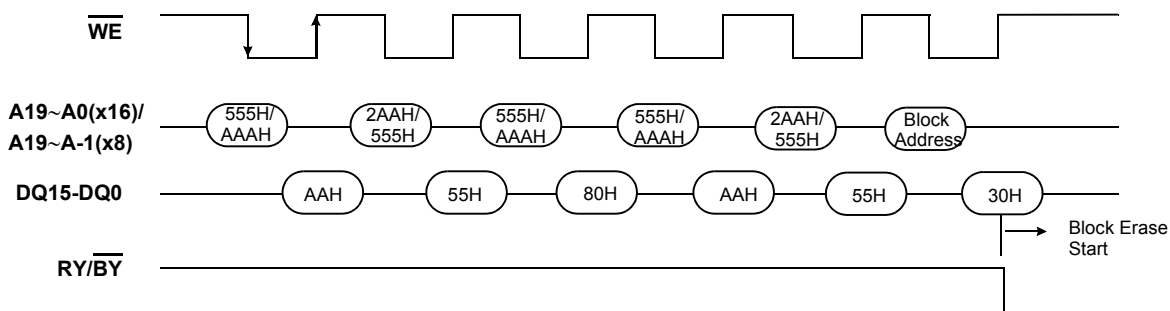 WE
A19~A0(x16)/
A19~A-1(x8)
555H/
AAAH
2AAH/
555H
555H/
AAAH
555H/
AAAH
2AAH/
555H
Block
Address
DQ15-DQ0
AAH
55H
80H
AAH
55H
30H
Block Erase
Start
RY/BY